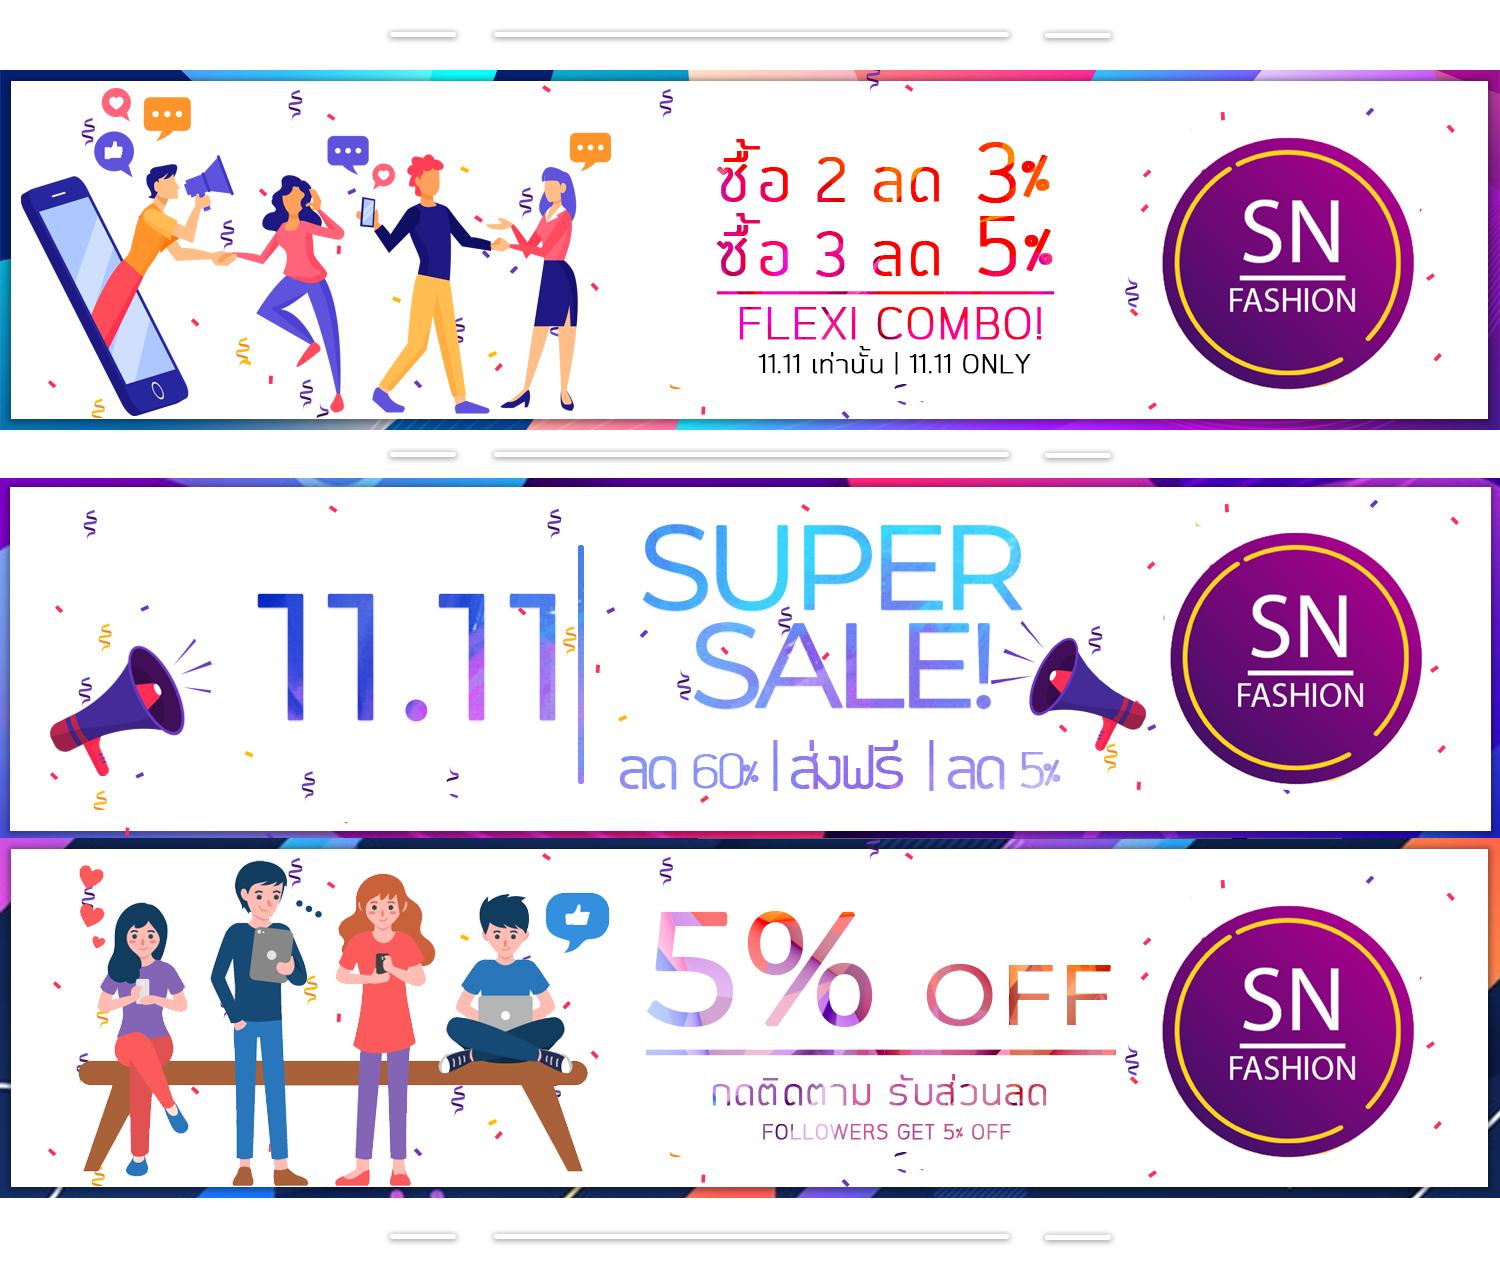 ซื้อ 2 ลด 3%
ซื้อ 3 ลด 5%
FLEXI COMBO!
11.11 เท่านั้น | 11.11 ONLY
SN
FASHION
11.11
SUPER
SALE!
ลด 60% | ส่งฟรี | ลด 5%
SN
FASHION
5% OFF
กดติดตาม รับส่วนลด
FOLLOWERS GET 5% OFF
SN
FASHION